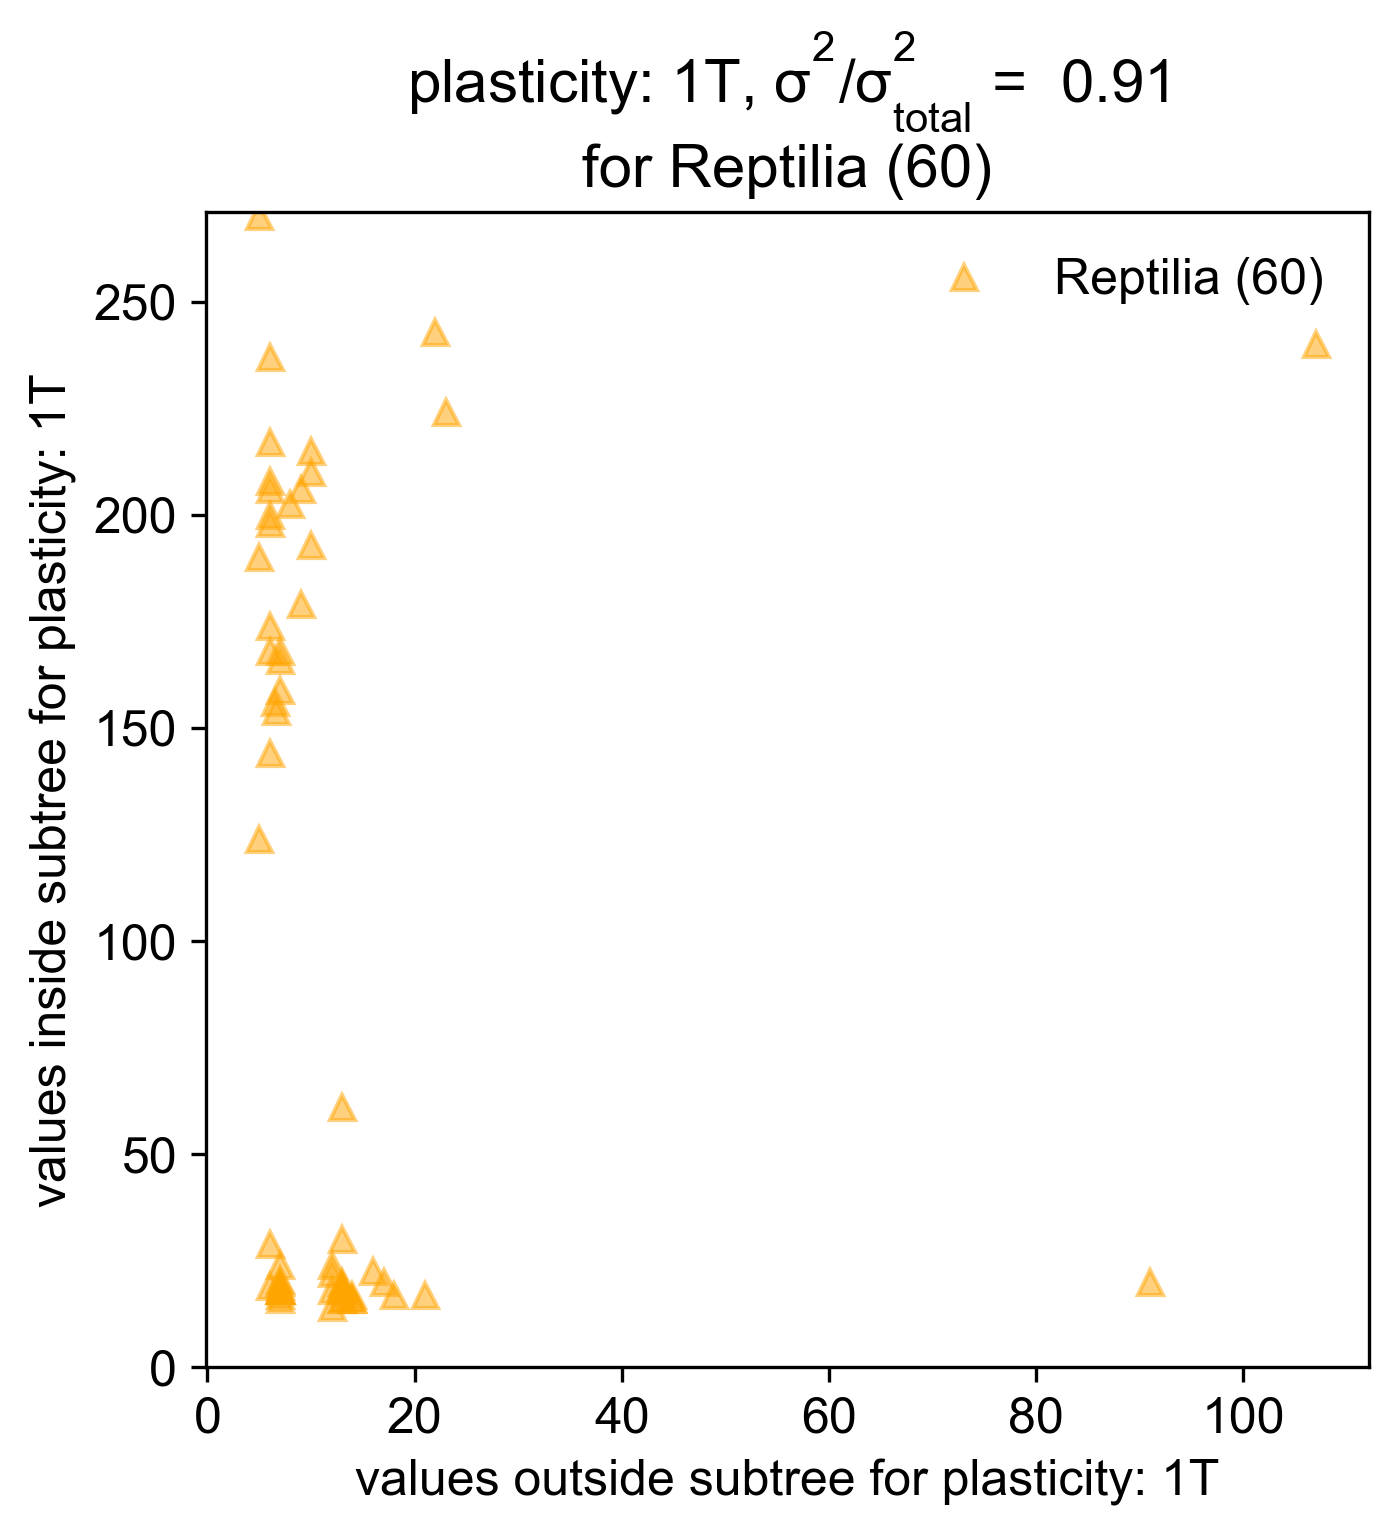 plasticity: 1T, σ²/σ²total = 0.91
for Reptilia (60)
Reptilia (60)
250
200
150
100
50
0
values inside subtree for plasticity: 1T
0 20 40 60 80 100
values outside subtree for plasticity: 1T